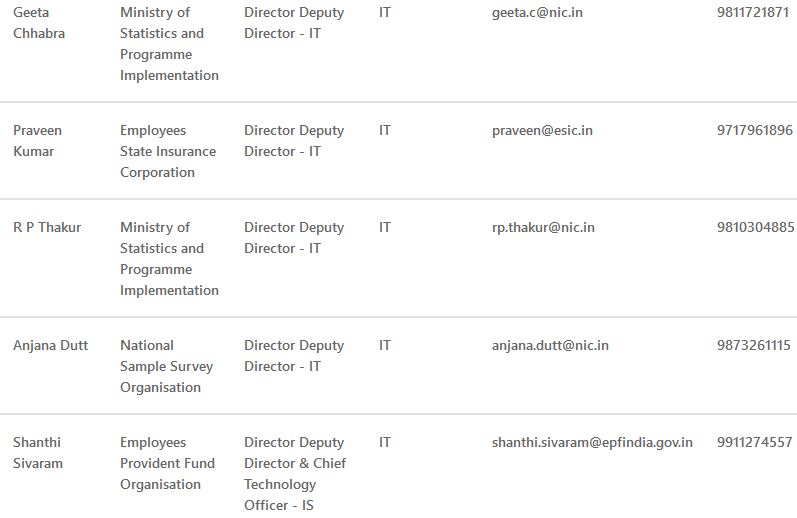 Geeta Chhabra Ministry of Statistics and Programme Implementation Director Deputy Director - IT IT geeta.c@nic.in 9811721871
Praveen Kumar Employees State Insurance Corporation Director Deputy Director - IT IT praveen@esic.in 9717961896
R P Thakur Ministry of Statistics and Programme Implementation Director Deputy Director - IT IT rp.thakur@nic.in 9810304885
Anjana Dutt National Sample Survey Organisation Director Deputy Director - IT IT anjana.dutt@nic.in 9873261115
Shanthi Sivaram Employees Provident Fund Organisation Director Deputy Director & Chief Technology Officer - IS IT shanthi.sivaram@epfindia.gov.in 9911274557